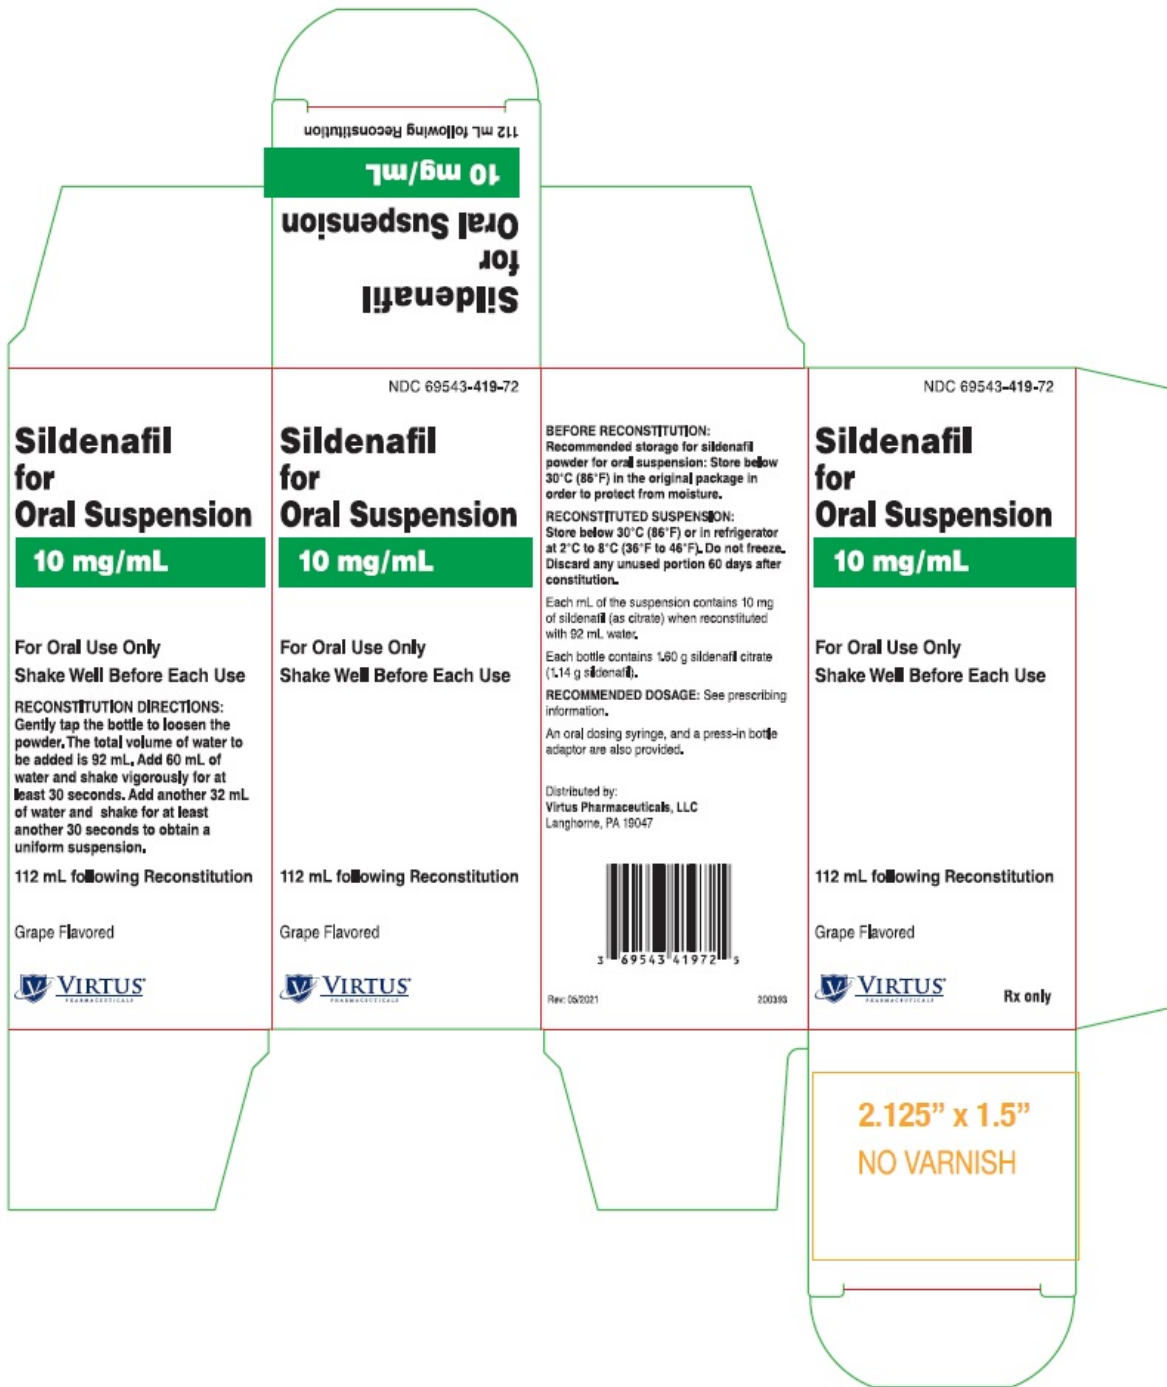 112 mL following Reconstitution
10 mg/mL
Oral Suspension
for
Sildenafil
Sildenafil
for
Oral Suspension
10 mg/mL
For Oral Use Only
Shake Well Before Each Use
RECONSTITUTION DIRECTIONS:
Gently tap the bottle to loosen the
powder. The total volume of water to
be added is 92 mL. Add 60 mL of
water and shake vigorously for at
least 30 seconds. Add another 32 mL
of water and shake for at least
another 30 seconds to obtain a
uniform suspension.
112 mL following Reconstitution
Grape Flavored
VIRTUS®
PHARMACEUTICALS
NDC 69543-419-72
Sildenafil
for
Oral Suspension
10 mg/mL
For Oral Use Only
Shake Well Before Each Use
112 mL following Reconstitution
Grape Flavored
VIRTUS®
PHARMACEUTICALS
BEFORE RECONSTITUTION:
Recommended storage for sildenafil
powder for oral suspension: Store below
30°C (86°F) in the original package in
order to protect from moisture.
RECONSTITUTED SUSPENSION:
Store below 30°C (86°F) or in refrigerator
at 2°C to 8°C (36°F to 46°F). Do not freeze.
Discard any unused portion 60 days after
constitution.
Each mL of the suspension contains 10 mg
of sildenafil (as citrate) when reconstituted
with 92 mL water.
Each bottle contains 1.60 g sildenafil citrate
(1.14 g sildenafil).
RECOMMENDED DOSAGE: See prescribing
information.
An oral dosing syringe, and a press-in bottle
adaptor are also provided.
Distributed by:
Virtus Pharmaceuticals, LLC
Langhorne, PA 19047
3 69543 41972 5
Rev: 05/2021 200393
NDC 69543-419-72
Sildenafil
for
Oral Suspension
10 mg/mL
For Oral Use Only
Shake Well Before Each Use
112 mL following Reconstitution
Grape Flavored
VIRTUS®
PHARMACEUTICALS
Rx only
2.125” x 1.5”
NO VARNISH